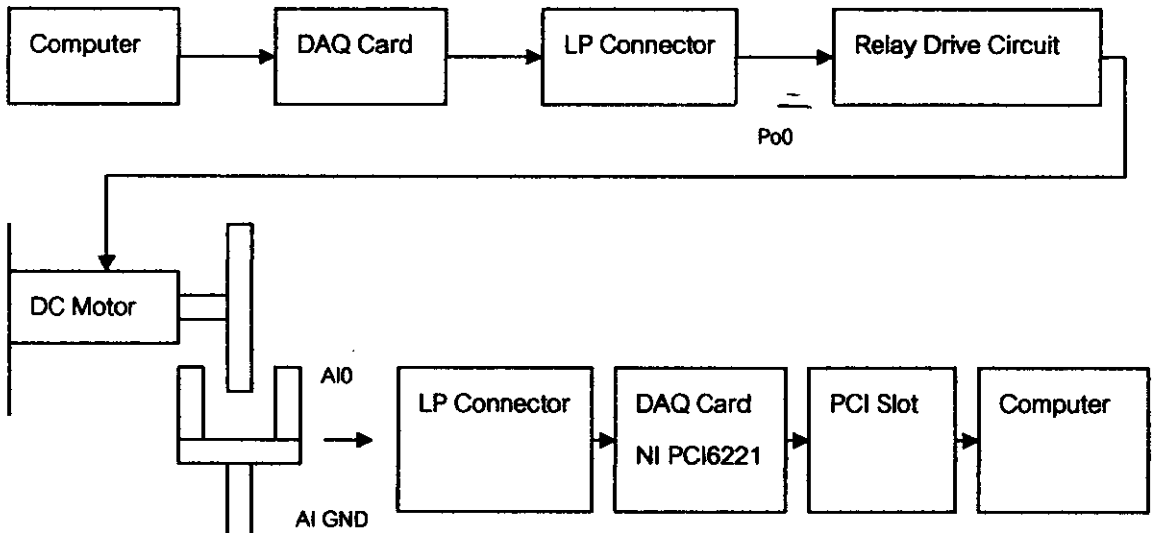 Computer
DAQ Card
LP Connector
Relay Drive Circuit
Po0
DC Motor
AI0
AI GND
LP Connector
DAQ Card
NI PCI6221
PCI Slot
Computer